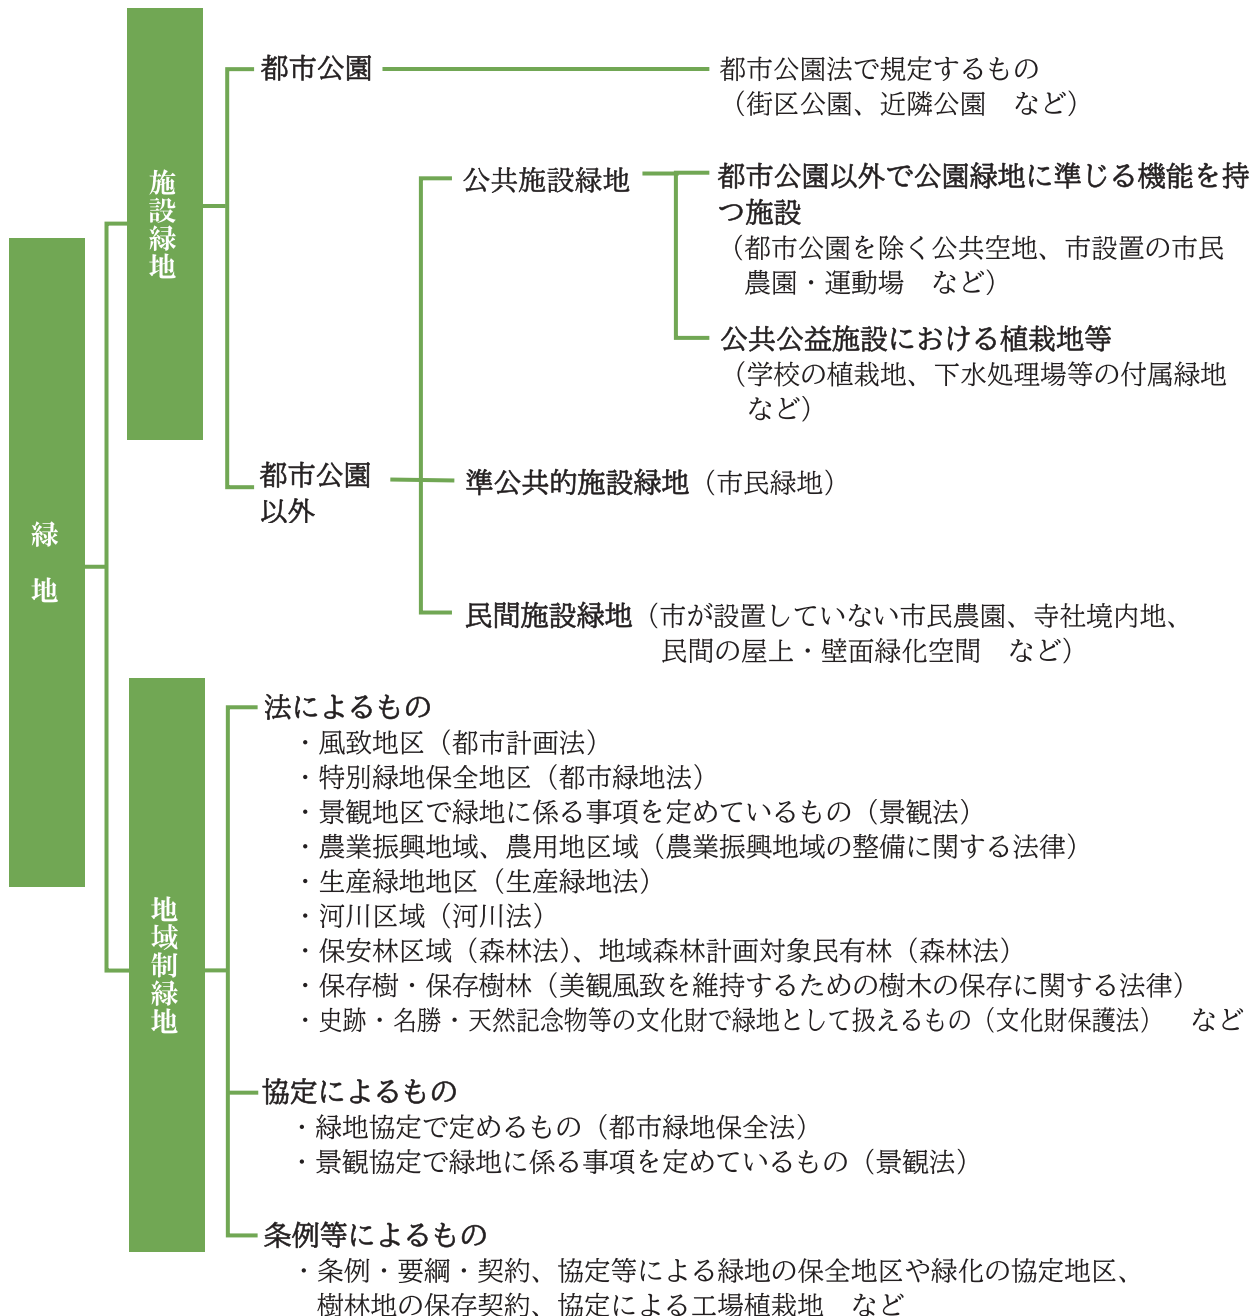 緑 地
施設緑地
都市公園
都市公園法で規定するもの
（街区公園、近隣公園　など）
都市公園
以外
公共施設緑地
都市公園以外で公園緑地に準じる機能を持
つ施設
（都市公園を除く公共空地、市設置の市民
農園・運動場　など）
公共公益施設における植栽地等
（学校の植栽地、下水処理場等の付属緑地
など）
準公共的施設緑地（市民緑地）
民間施設緑地（市が設置していない市民農園、寺社境内地、
民間の屋上・壁面緑化空間　など）
地域制緑地
法によるもの
・風致地区（都市計画法）
・特別緑地保全地区（都市緑地法）
・景観地区で緑地に係る事項を定めているもの（景観法）
・農業振興地域、農用地区域（農業振興地域の整備に関する法律）
・生産緑地地区（生産緑地法）
・河川区域（河川法）
・保安林区域（森林法）、地域森林計画対象民有林（森林法）
・保存樹・保存樹林（美観風致を維持するための樹木の保存に関する法律）
・史跡・名勝・天然記念物等の文化財で緑地として扱えるもの（文化財保護法）　など
協定によるもの
・緑地協定で定めるもの（都市緑地保全法）
・景観協定で緑地に係る事項を定めているもの（景観法）
条例等によるもの
・条例・要綱・契約、協定等による緑地の保全地区や緑化の協定地区、
樹林地の保存契約、協定による工場植栽地　など